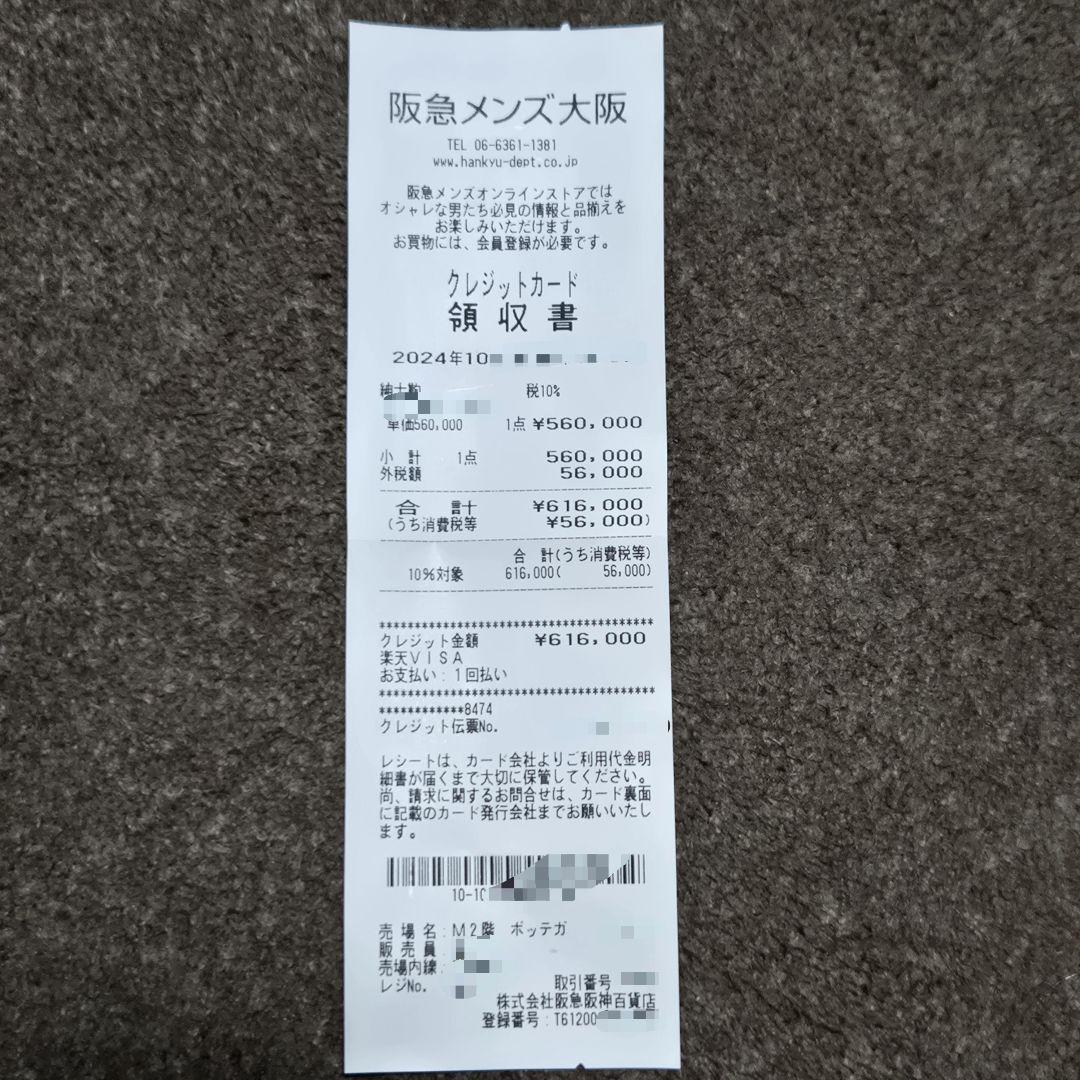 阪急メンズ大阪
TEL 06-6361-1381
www.hankyu-dept.co.jp
阪急メンズオンラインストアでは
オシャレな男たち必見の情報と品揃えを
お楽しみいただけます。
お買物には、会員登録が必要です。
クレジットカード
領収書
2024年10
税10%
単価560,000 1点 ¥560,000
小計 1点 560,000
外税額 56,000
合計 ¥616,000
(うち消費税等 ¥56,000)
合計(うち消費税等)
10%対象 616,000( 56,000)
****************************************
クレジット金額 ¥616,000
楽天VISA
お支払い:1回払い
****************************************
************8474
クレジット伝票No.
レシートは、カード会社よりご利用代金明
細書が届くまで大切に保管してください。
尚、請求に関するお問合せは、カード裏面
に記載のカード発行会社までお願いいたし
ます。
10-10
売場名:M2階 ボッテガ
販売員:
売場内線:
レジNo. 取引番号
株式会社阪急阪神百貨店
登録番号:T61200